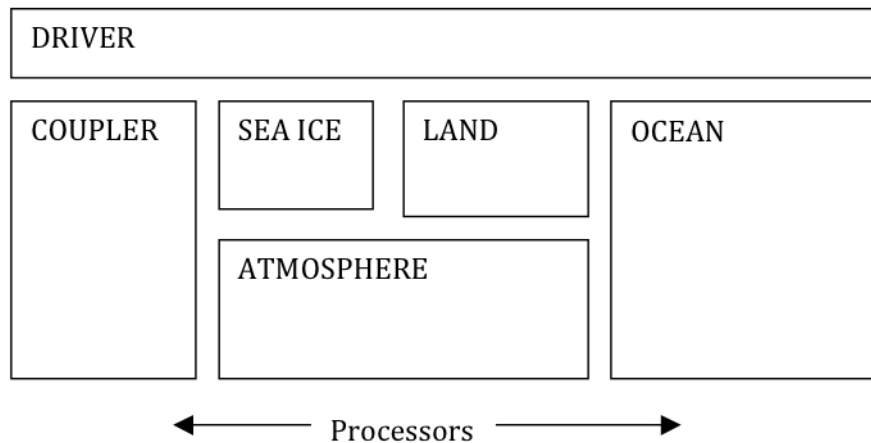 DRIVER
COUPLER
SEA ICE
LAND
OCEAN
ATMOSPHERE
Processors